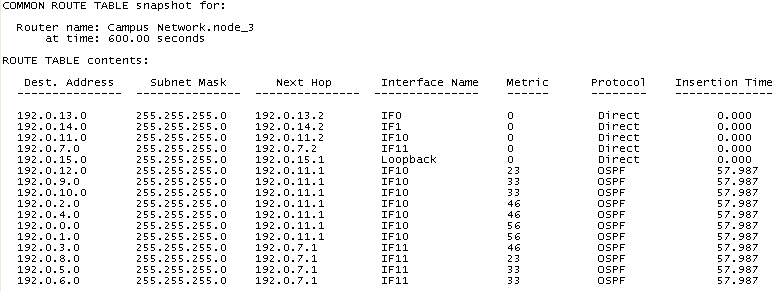 COMMON ROUTE TABLE snapshot for:
Router name: Campus Network.node_3
at time: 600.00 seconds
ROUTE TABLE contents:
Dest. Address Subnet Mask Next Hop Interface Name Metric Protocol Insertion Time
192.0.13.0 255.255.255.0 192.0.13.2 IF0 0 Direct 0.000
192.0.14.0 255.255.255.0 192.0.14.2 IF1 0 Direct 0.000
192.0.11.0 255.255.255.0 192.0.11.2 IF10 0 Direct 0.000
192.0.7.0 255.255.255.0 192.0.7.2 IF11 0 Direct 0.000
192.0.15.0 255.255.255.0 192.0.15.1 Loopback 0 Direct 0.000
192.0.12.0 255.255.255.0 192.0.11.1 IF10 23 OSPF 57.987
192.0.9.0 255.255.255.0 192.0.11.1 IF10 33 OSPF 57.987
192.0.10.0 255.255.255.0 192.0.11.1 IF10 33 OSPF 57.987
192.0.2.0 255.255.255.0 192.0.11.1 IF10 46 OSPF 57.987
192.0.4.0 255.255.255.0 192.0.11.1 IF10 46 OSPF 57.987
192.0.0.0 255.255.255.0 192.0.11.1 IF10 56 OSPF 57.987
192.0.1.0 255.255.255.0 192.0.11.1 IF10 56 OSPF 57.987
192.0.3.0 255.255.255.0 192.0.7.1 IF11 46 OSPF 57.987
192.0.8.0 255.255.255.0 192.0.7.1 IF11 23 OSPF 57.987
192.0.5.0 255.255.255.0 192.0.7.1 IF11 33 OSPF 57.987
192.0.6.0 255.255.255.0 192.0.7.1 IF11 33 OSPF 57.987